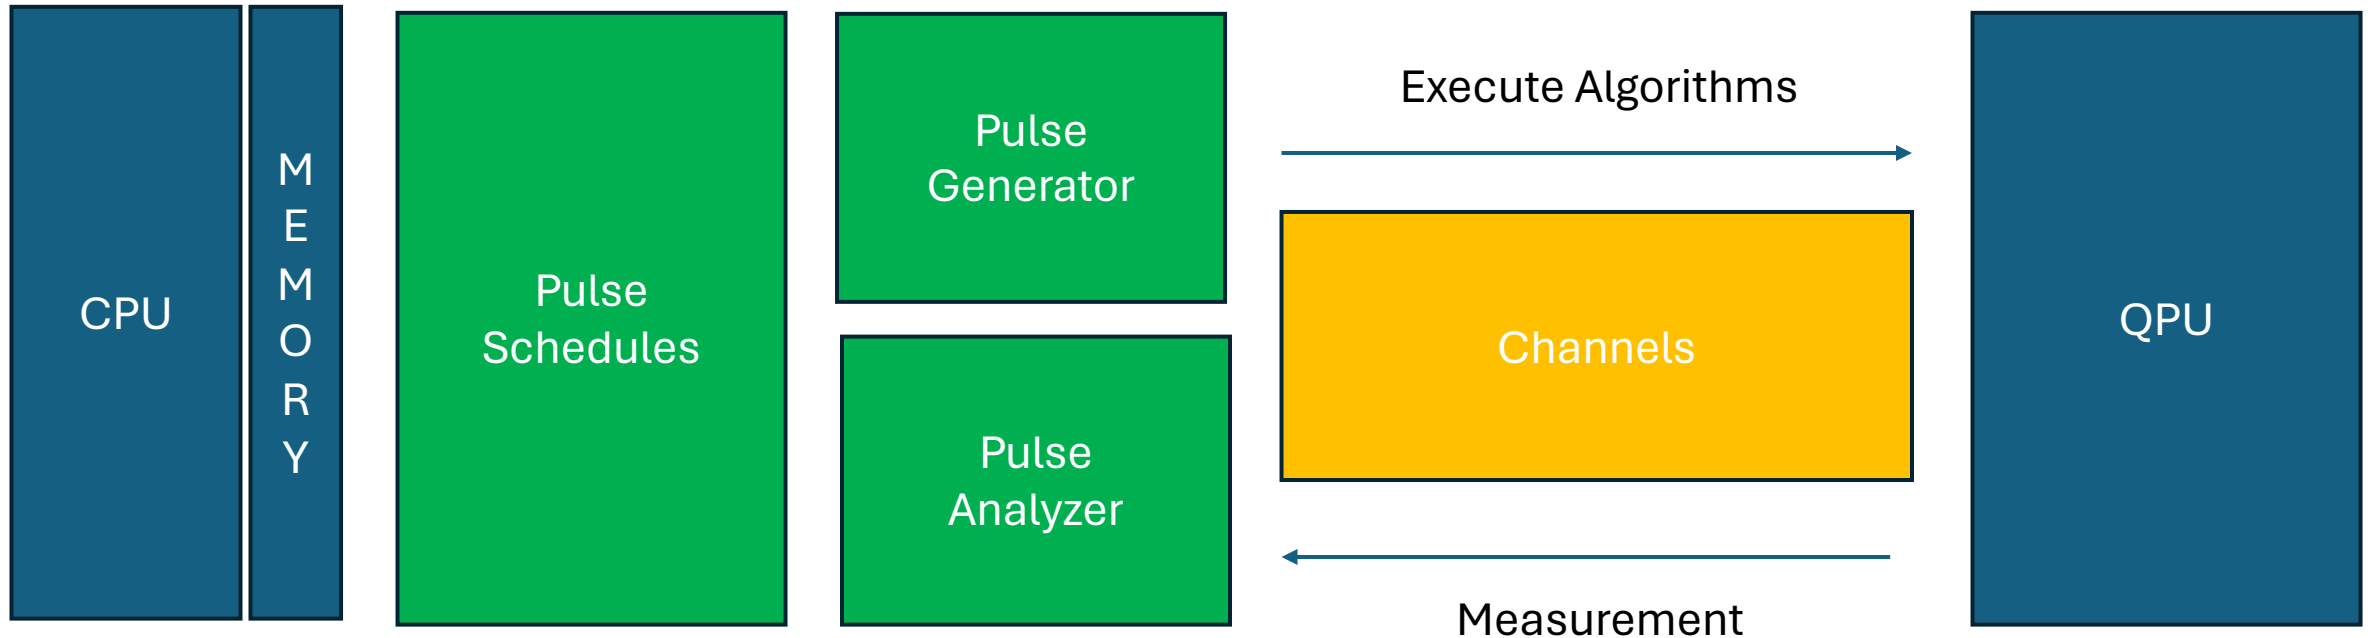 CPU
M
E
M
O
R
Y
Pulse
Schedules
Pulse
Generator
Pulse
Analyzer
Execute Algorithms
Channels
Measurement
QPU